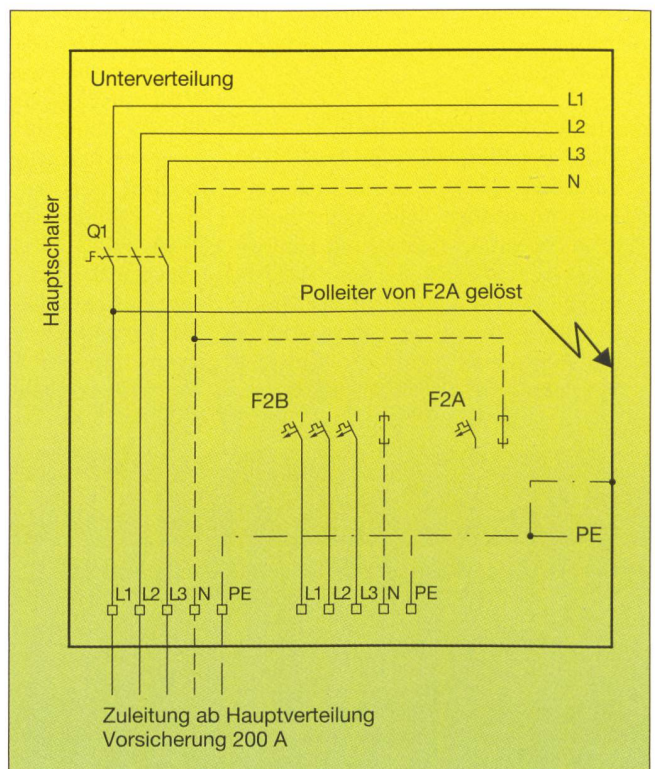 Unterverteilung
L1
L2
L3
N
Hauptschalter
Q1
Polleiter von F2A gelöst
F2B
F2A
PE
L1 L2 L3 N PE
L1 L2 L3 N PE
Zuleitung ab Hauptverteilung
Vorsicherung 200 A